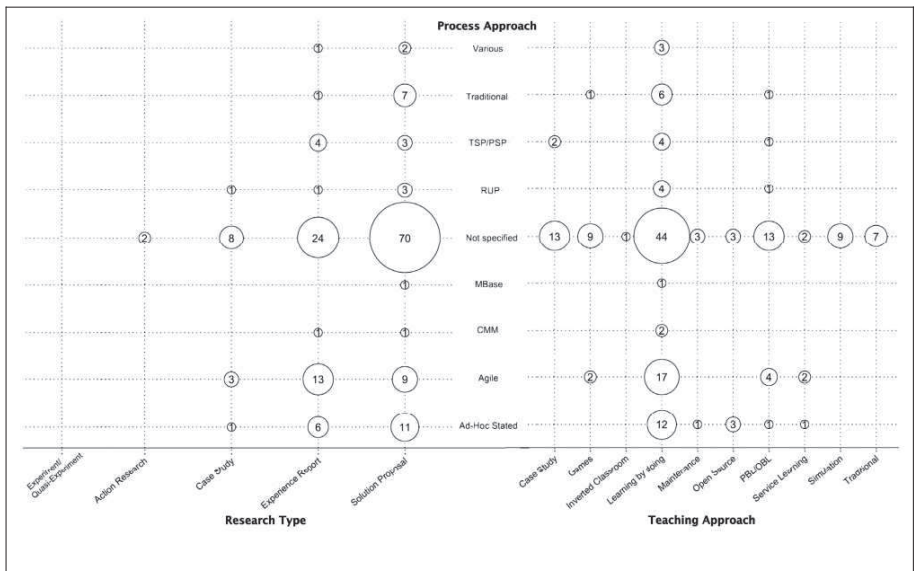 Process Approach
1 2 Various 3
1 7 Traditional 1 6 1
4 3 TSP/PSP 2 4 1
1 1 3 RUP 4 1
2 8 24 70 Not specified 13 9 1 44 3 3 13 2 9 7
1 MBase 1
1 1 CMM 2
3 13 9 Agile 2 17 4 2
1 6 11 Ad-Hoc Stated 12 1 3 1 1
Experiment/
Quasi-Experiment
Action Research
Case Study
Experience Report
Solution Proposal
Case Study
Games
Inverted Classroom
Learning by doing
Maintenance
Open Source
Service Learning
Simulation
Traditional
Research Type
Teaching Approach